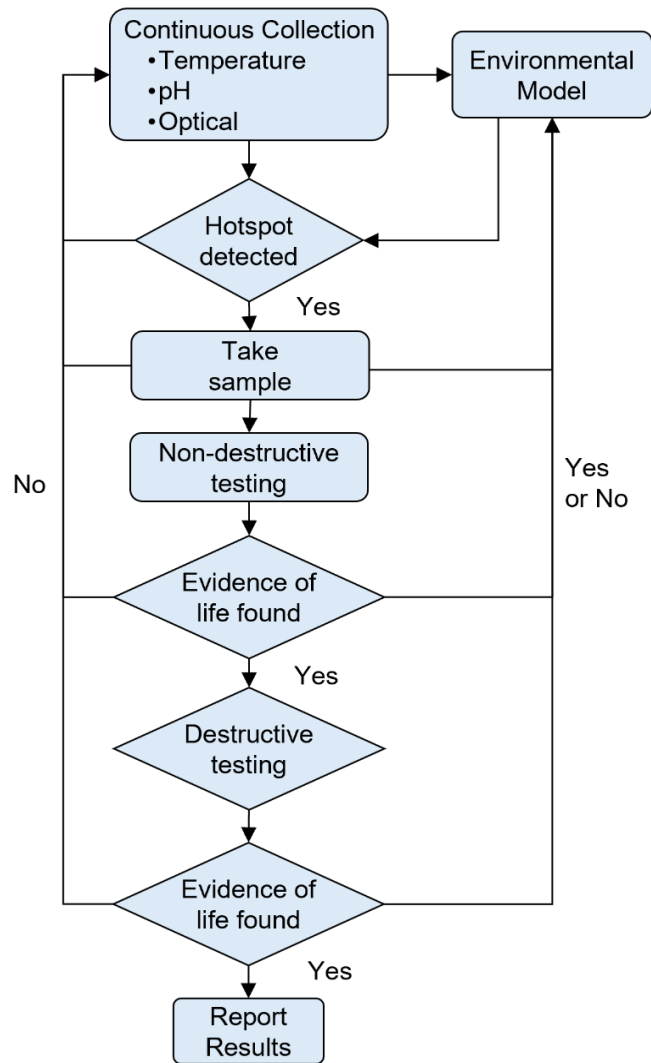 Continuous Collection
•Temperature
•pH
•Optical
Environmental
Model
Hotspot
detected
Yes
Take
sample
Non-destructive
testing
No
Yes
or No
Evidence of
life found
Yes
Destructive
testing
Evidence of
life found
Yes
Report
Results